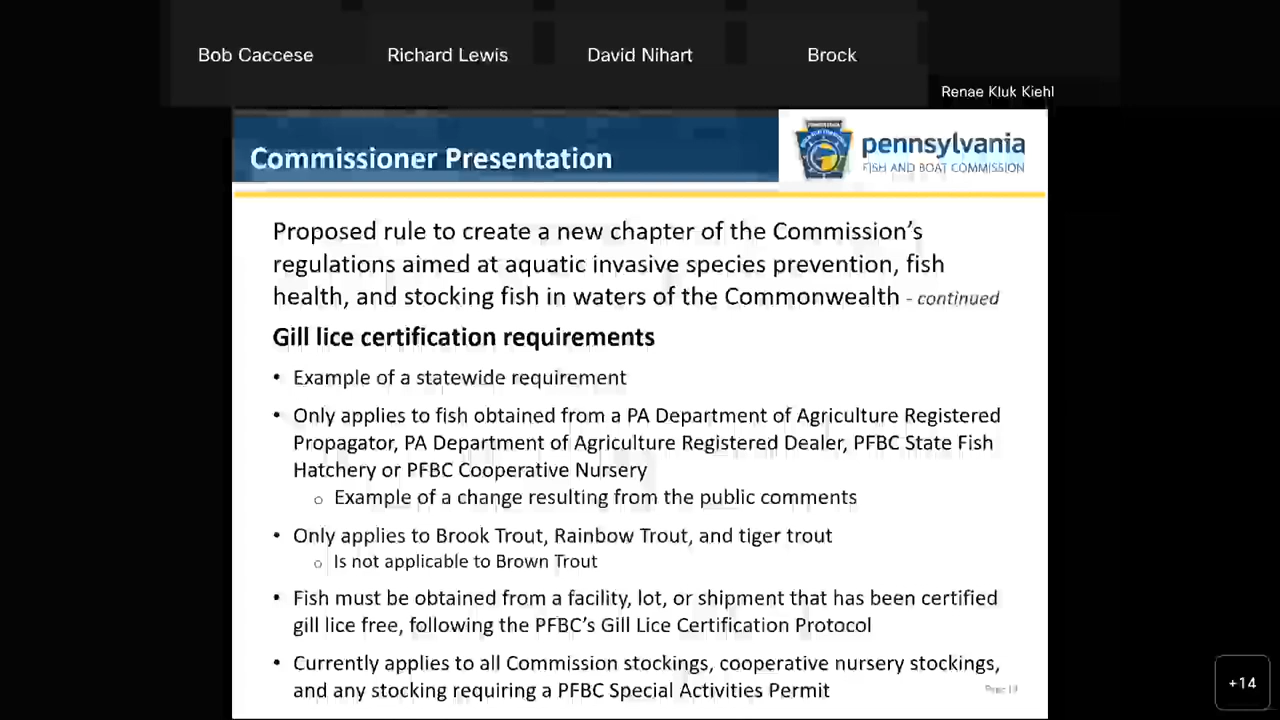 Bob Caccese
Richard Lewis
David Nihart
Brock
Renae Kluk Kiehl
Commissioner Presentation
pennsylvania
FISH AND BOAT COMMISSION
Proposed rule to create a new chapter of the Commission's
regulations aimed at aquatic invasive species prevention, fish
health, and stocking fish in waters of the Commonwealth - continued
Gill lice certification requirements
• Example of a statewide requirement
• Only applies to fish obtained from a PA Department of Agriculture Registered
Propagator, PA Department of Agriculture Registered Dealer, PFBC State Fish
Hatchery or PFBC Cooperative Nursery
o Example of a change resulting from the public comments
• Only applies to Brook Trout, Rainbow Trout, and tiger trout
o Is not applicable to Brown Trout
• Fish must be obtained from a facility, lot, or shipment that has been certified
gill lice free, following the PFBC's Gill Lice Certification Protocol
• Currently applies to all Commission stockings, cooperative nursery stockings,
and any stocking requiring a PFBC Special Activities Permit
+14